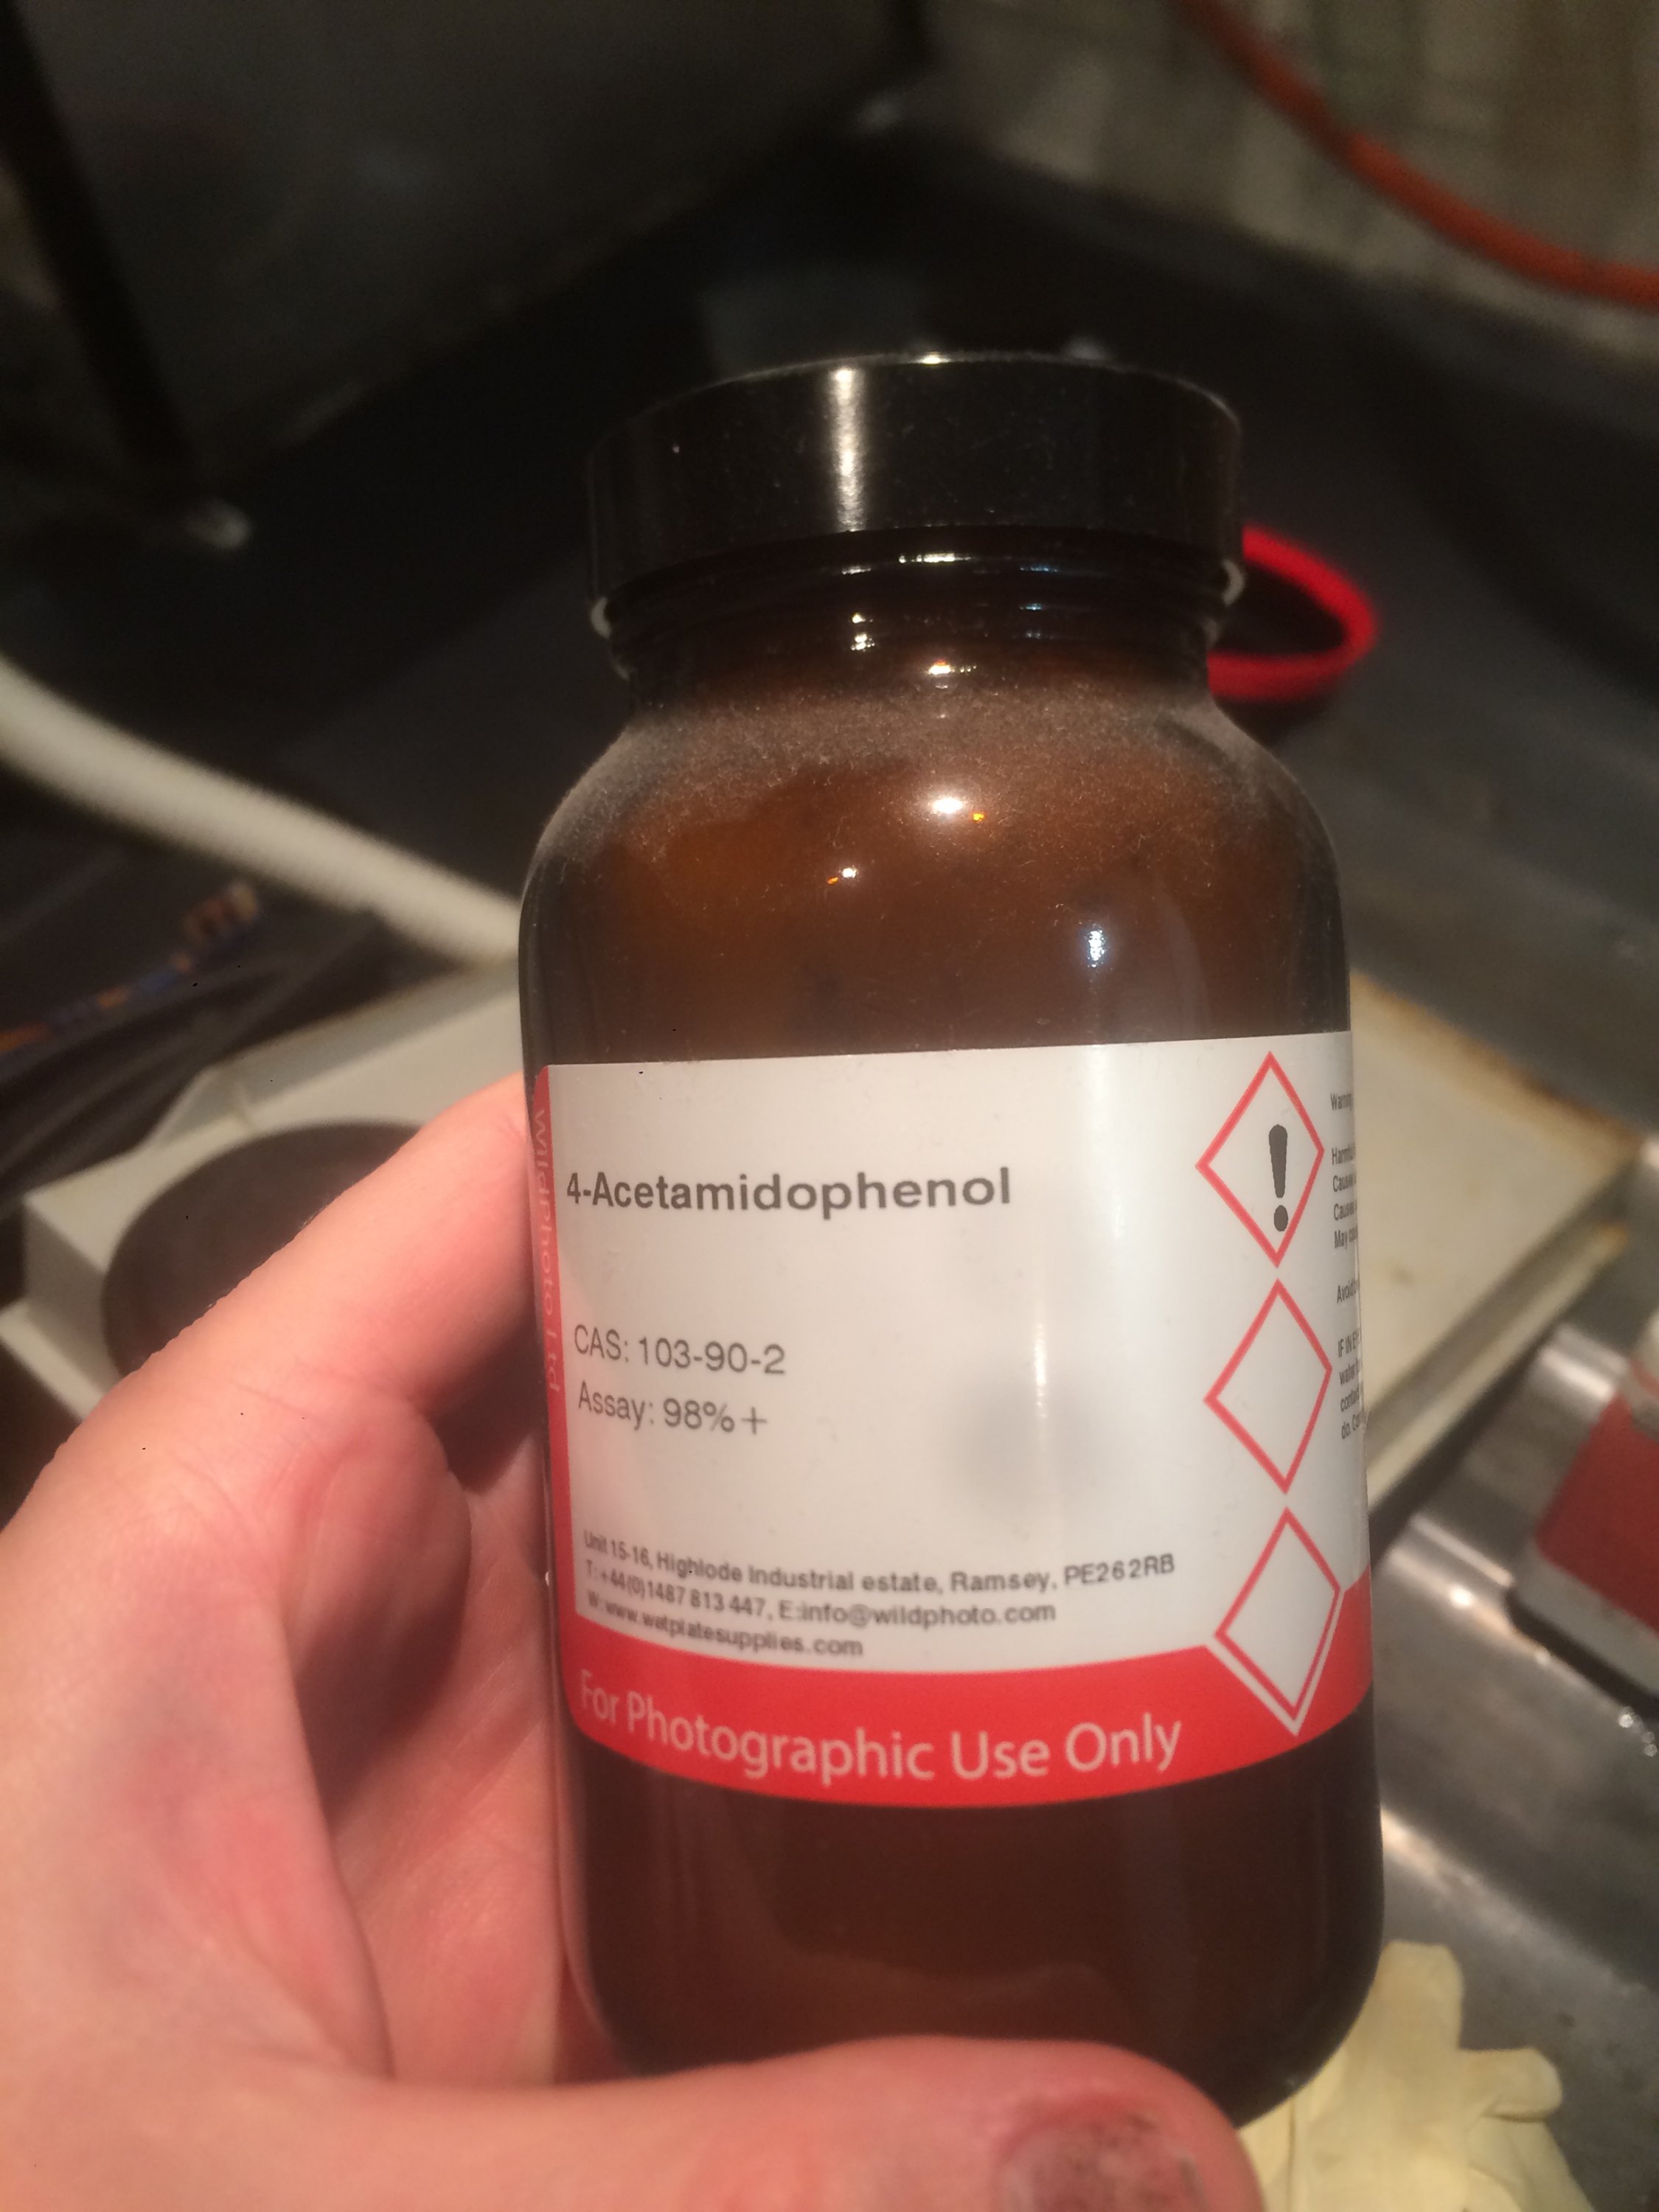 4-Acetamidophenol
CAS: 103-90-2
Assay: 98%+
Unit 15-16, Highlode Industrial estate, Ramsey, PE262RB
T: +44(0)1487 813 447, E:info@wildphoto.com
W: www.wetplatesupplies.com
For Photographic Use Only
Wildphoto Ltd
!